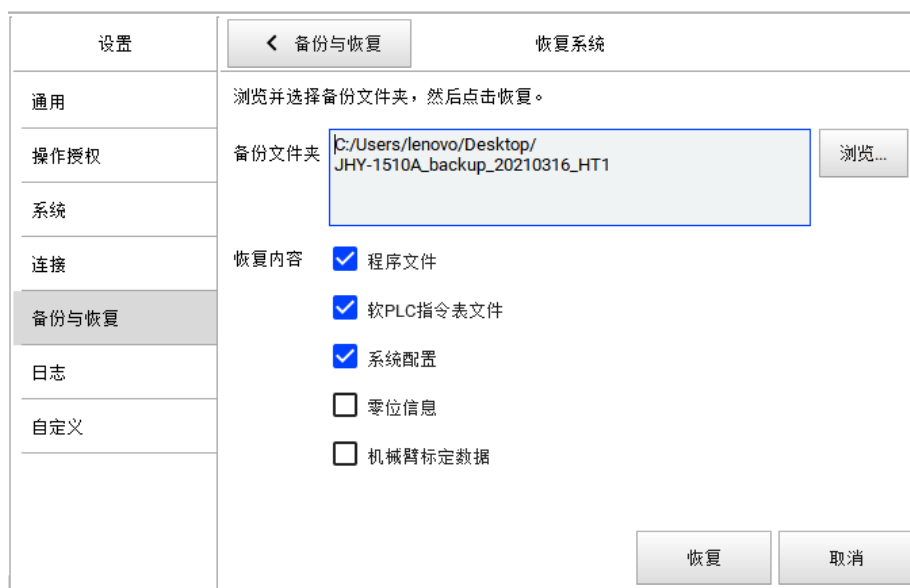 设置
备份与恢复
恢复系统
通用
操作授权
系统
连接
备份与恢复
日志
自定义
浏览并选择备份文件夹，然后点击恢复。
备份文件夹
C:/Users/lenovo/Desktop/
JHY-1510A_backup_20210316_HT1
浏览...
恢复内容
程序文件
软PLC指令表文件
系统配置
零位信息
机械臂标定数据
恢复
取消